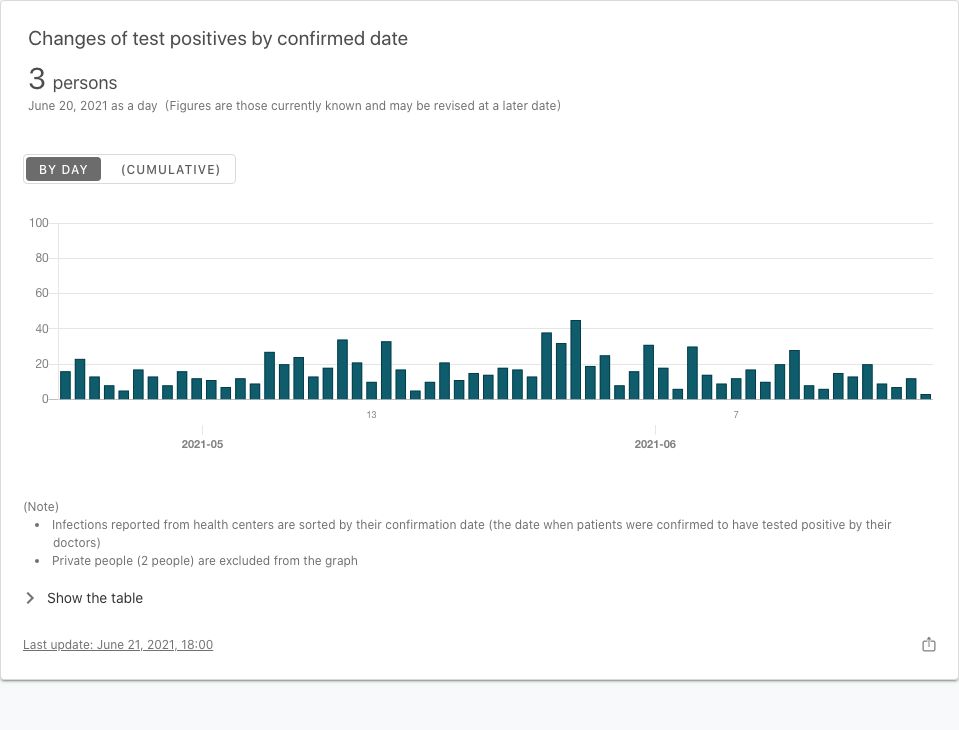 Changes of test positives by confirmed date
3 persons
June 20, 2021 as a day (Figures are those currently known and may be revised at a later date)
BY DAY (CUMULATIVE)
100
80
60
40
20
0
13 7
2021-05 2021-06
(Note)
• Infections reported from health centers are sorted by their confirmation date (the date when patients were confirmed to have tested positive by their
doctors)
• Private people (2 people) are excluded from the graph
Show the table
Last update: June 21, 2021, 18:00